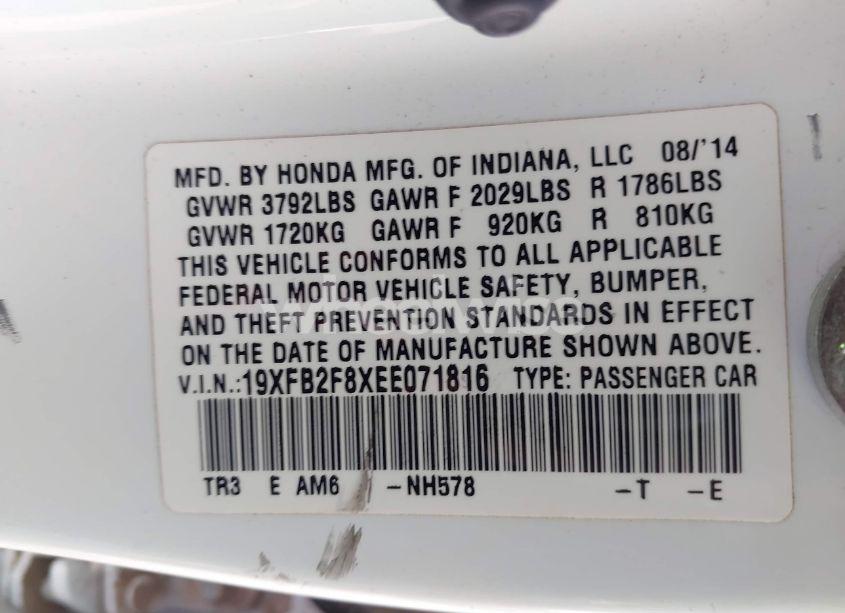 MFD. BY HONDA MFG. OF INDIANA, LLC 08/'14
GVWR 3792LBS GAWR F 2029LBS R 1786LBS
GVWR 1720KG GAWR F 920KG R 810KG
THIS VEHICLE CONFORMS TO ALL APPLICABLE
FEDERAL MOTOR VEHICLE SAFETY, BUMPER,
AND THEFT PREVENTION STANDARDS IN EFFECT
ON THE DATE OF MANUFACTURE SHOWN ABOVE.
V.I.N.:19XFB2F8XEE071816 TYPE: PASSENGER CAR
TR3 E AM6 -NH578 -T -E